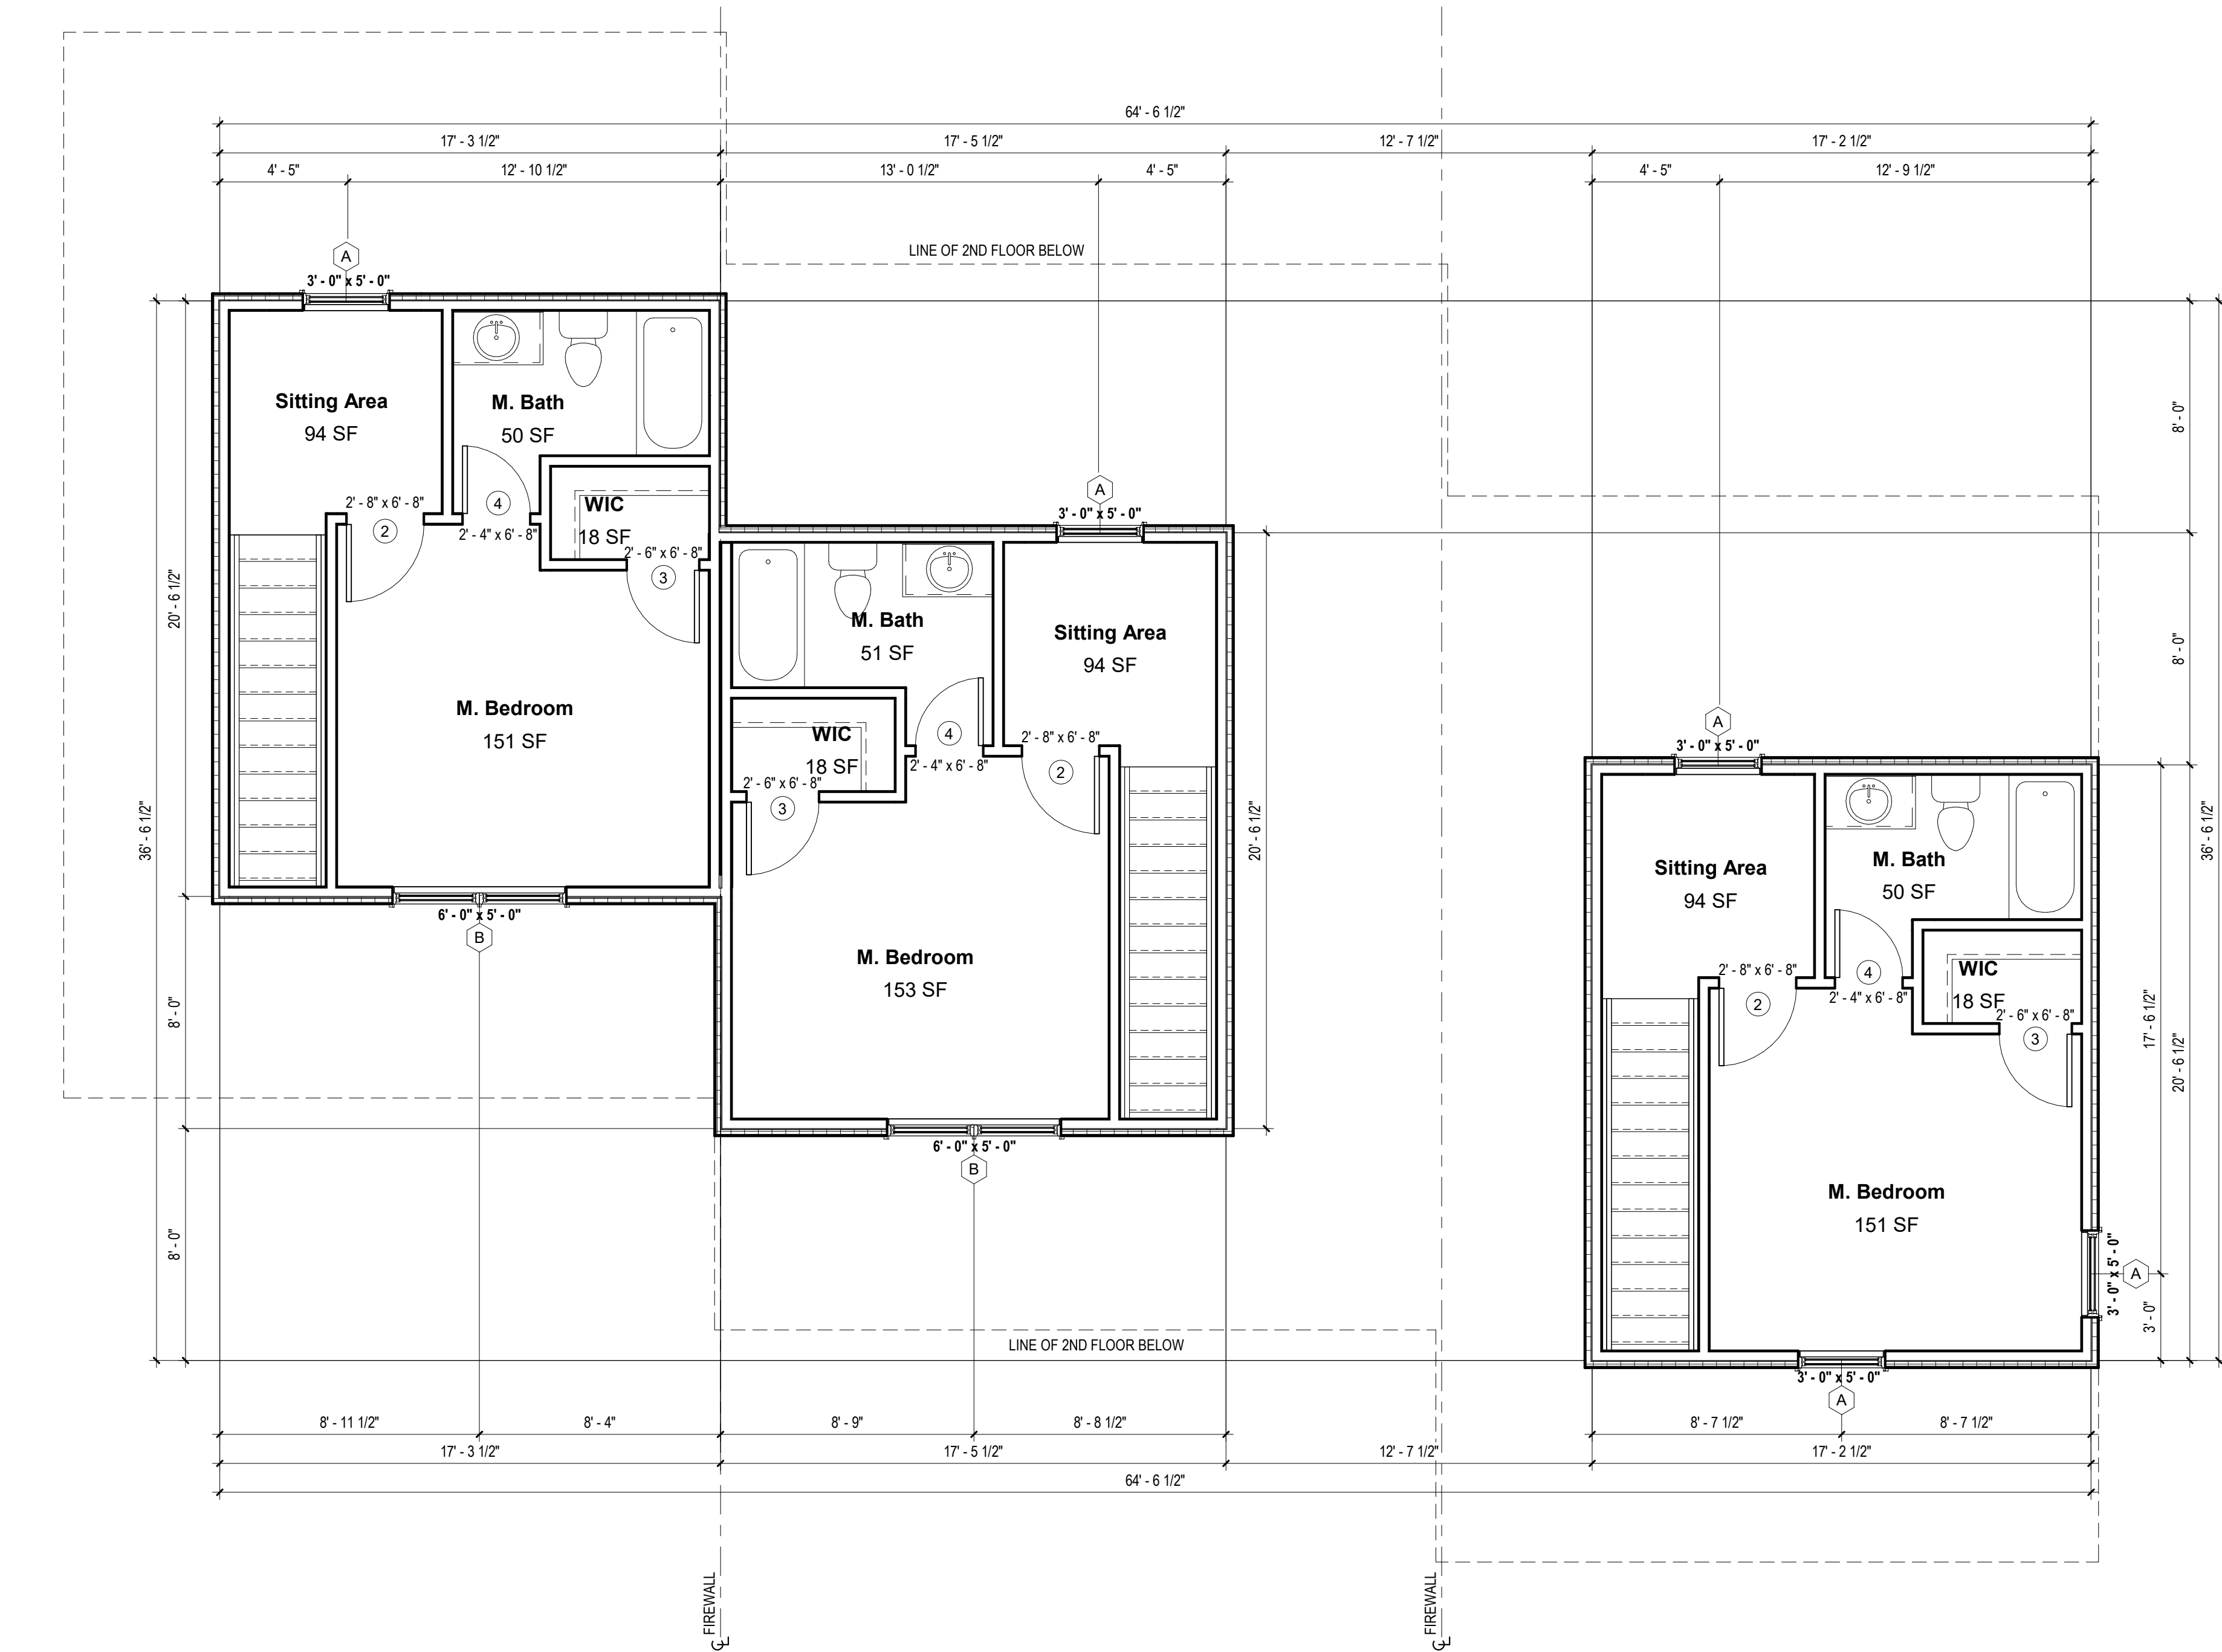 64' - 6 1/2"
17' - 3 1/2"
17' - 5 1/2"
12' - 7 1/2"
17' - 2 1/2"
4' - 5"
12' - 10 1/2"
13' - 0 1/2"
4' - 5"
4' - 5"
12' - 9 1/2"
LINE OF 2ND FLOOR BELOW
A
3' - 0" x 5' - 0"
Sitting Area
94 SF
M. Bath
50 SF
2' - 8" x 6' - 8"
2
4
2' - 4" x 6' - 8"
WIC
18 SF
2' - 6" x 6' - 8"
3
M. Bedroom
151 SF
6' - 0" x 5' - 0"
B
20' - 6 1/2"
36' - 6 1/2"
8' - 0"
8' - 0"
A
3' - 0" x 5' - 0"
M. Bath
51 SF
Sitting Area
94 SF
WIC
18 SF
2' - 6" x 6' - 8"
3
4
2' - 4" x 6' - 8"
2' - 8" x 6' - 8"
2
M. Bedroom
153 SF
20' - 6 1/2"
6' - 0" x 5' - 0"
B
A
3' - 0" x 5' - 0"
Sitting Area
94 SF
M. Bath
50 SF
2' - 8" x 6' - 8"
2
4
2' - 4" x 6' - 8"
WIC
18 SF
2' - 6" x 6' - 8"
3
M. Bedroom
151 SF
3' - 0" x 5' - 0"
A
3' - 0" x 5' - 0"
A
8' - 0"
8' - 0"
36' - 6 1/2"
17' - 6 1/2"
20' - 6 1/2"
3' - 0"
LINE OF 2ND FLOOR BELOW
8' - 11 1/2"
8' - 4"
8' - 9"
8' - 8 1/2"
8' - 7 1/2"
8' - 7 1/2"
17' - 3 1/2"
17' - 5 1/2"
12' - 7 1/2"
17' - 2 1/2"
64' - 6 1/2"
CL FIREWALL
CL FIREWALL